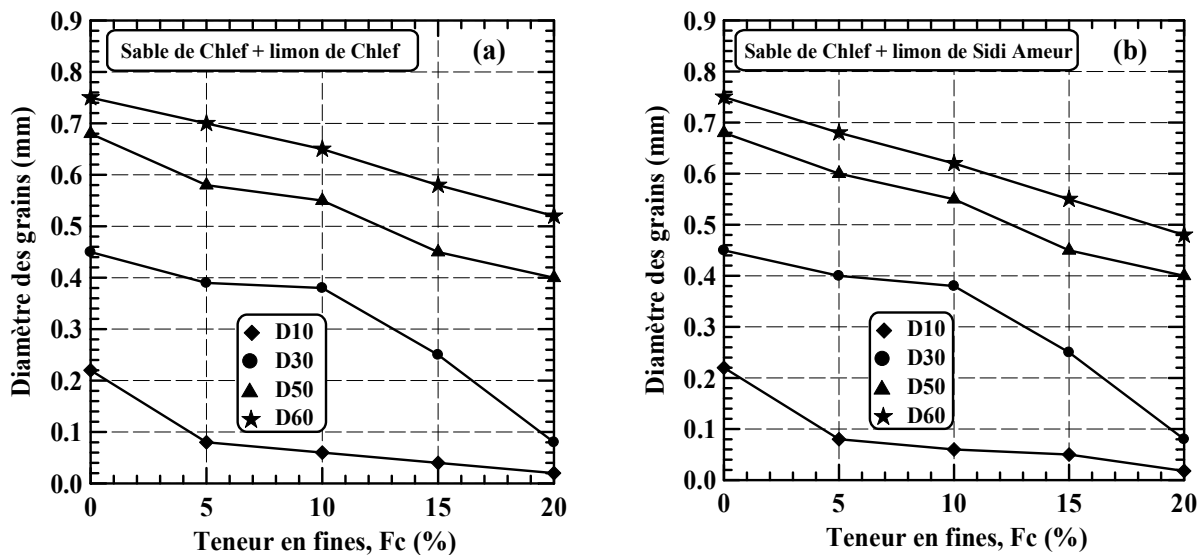 0.9
0.8
0.7
0.6
0.5
0.4
0.3
0.2
0.1
0.0
Diamètre des grains (mm)
Sable de Chlef + limon de Chlef
(a)
D10
D30
D50
D60
0 5 10 15 20
Teneur en fines, Fc (%)
0.9
0.8
0.7
0.6
0.5
0.4
0.3
0.2
0.1
0.0
Diamètre des grains (mm)
Sable de Chlef + limon de Sidi Ameur
(b)
D10
D30
D50
D60
0 5 10 15 20
Teneur en fines, Fc (%)